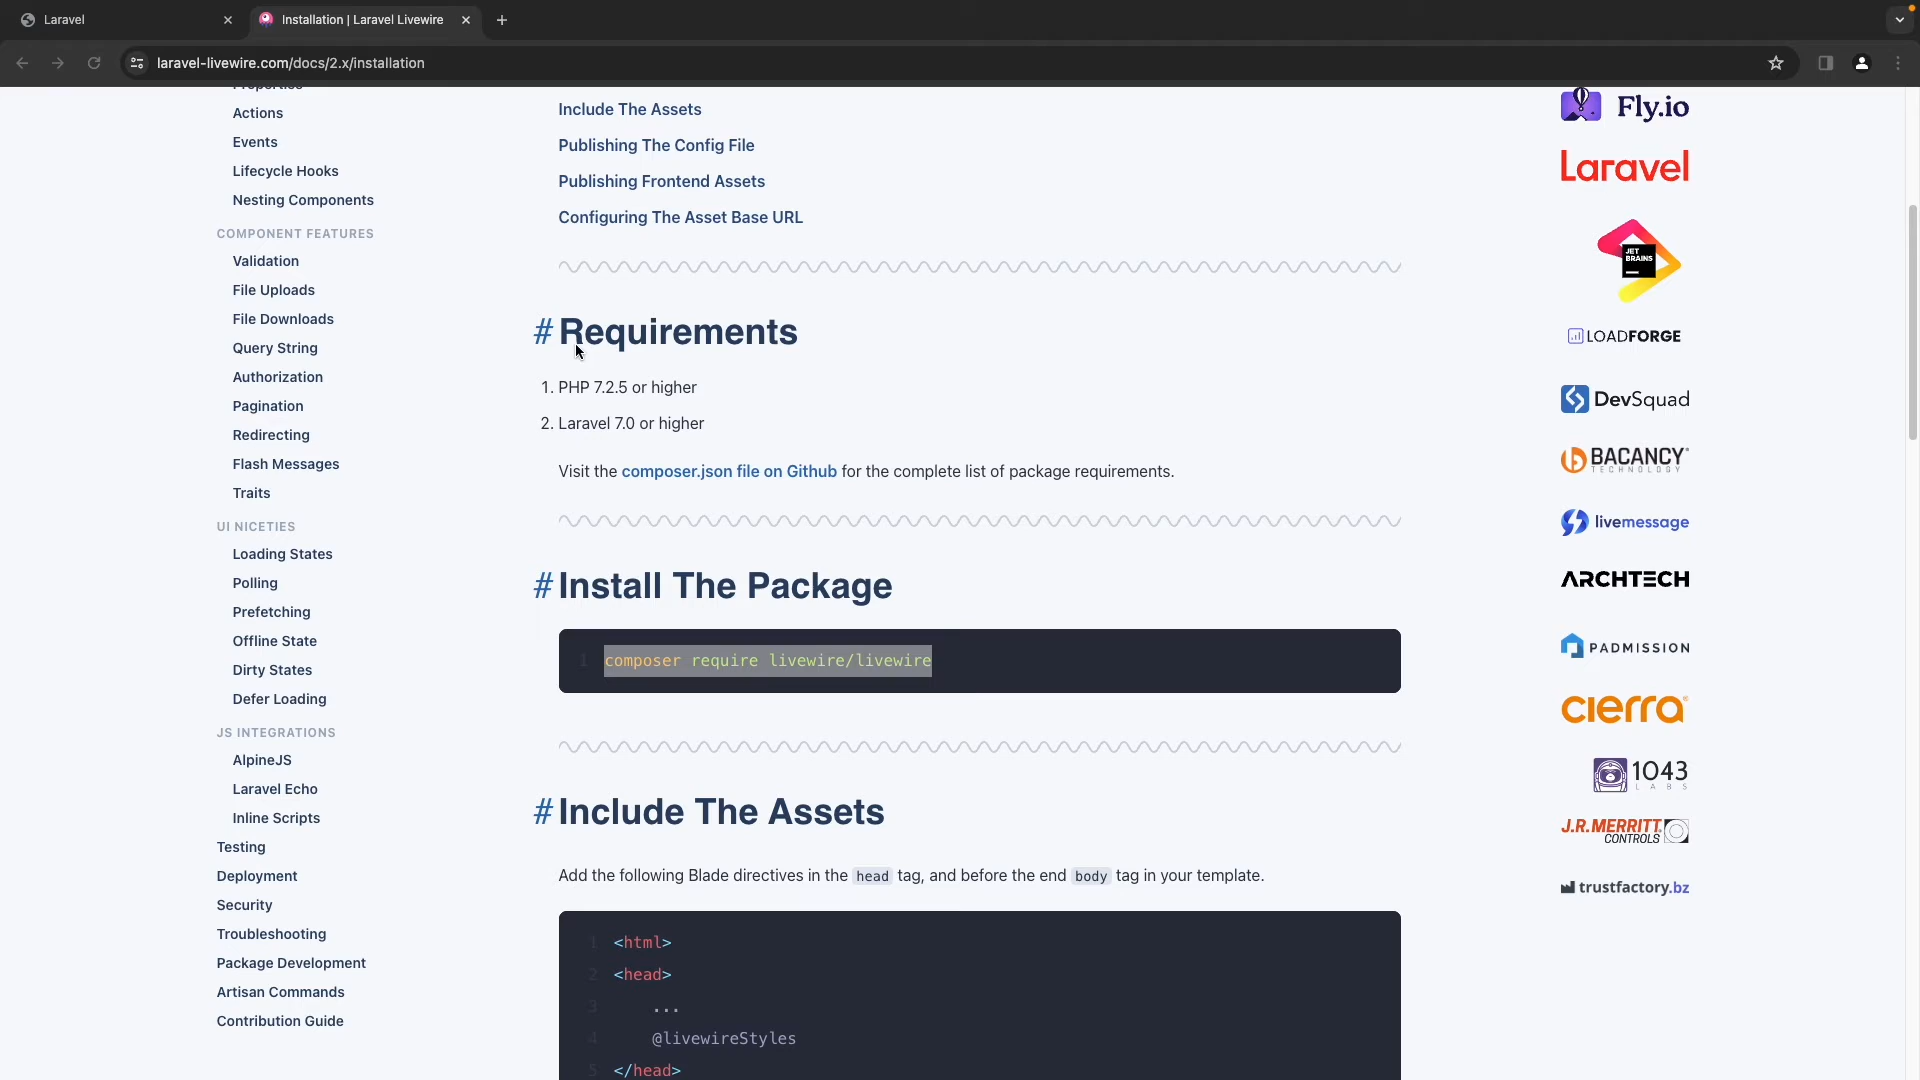 Laravel
Installation | Laravel Livewire
laravel-livewire.com/docs/2.x/installation
Properties
Actions
Events
Lifecycle Hooks
Nesting Components
COMPONENT FEATURES
Validation
File Uploads
File Downloads
Query String
Authorization
Pagination
Redirecting
Flash Messages
Traits
UI NICETIES
Loading States
Polling
Prefetching
Offline State
Dirty States
Defer Loading
JS INTEGRATIONS
AlpineJS
Laravel Echo
Inline Scripts
Testing
Deployment
Security
Troubleshooting
Package Development
Artisan Commands
Contribution Guide
Include The Assets
Publishing The Config File
Publishing Frontend Assets
Configuring The Asset Base URL
# Requirements
1. PHP 7.2.5 or higher
2. Laravel 7.0 or higher
Visit the composer.json file on Github for the complete list of package requirements.
# Install The Package
1 composer require livewire/livewire
# Include The Assets
Add the following Blade directives in the head tag, and before the end body tag in your template.
1 <html>
2 <head>
3 ...
4 @livewireStyles
5 </head>
Fly.io
Laravel
JET
BRAINS
LOADFORGE
DevSquad
BACANCY
TECHNOLOGY
livemessage
ARCHTECH
PADMISSION
cierra
1043
LABS
J.R.MERRITT
CONTROLS
trustfactory.bz